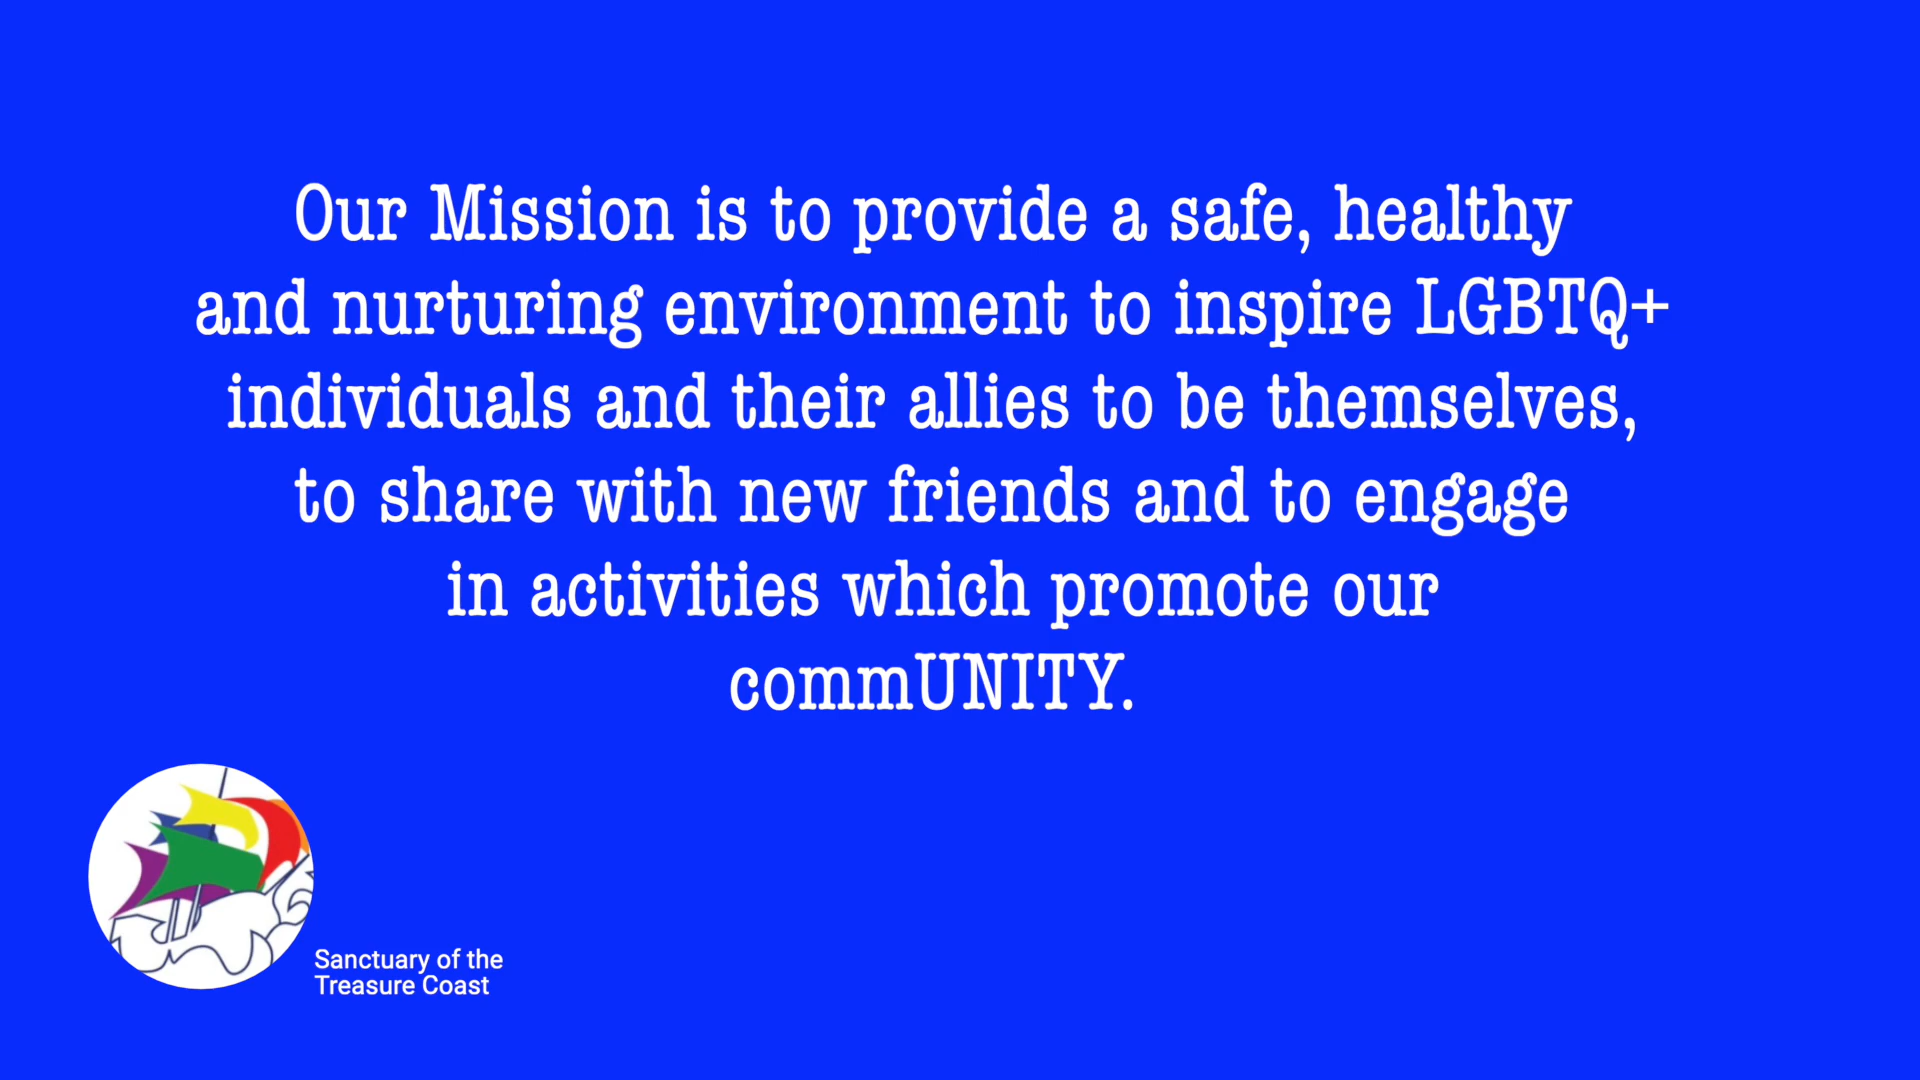 Our Mission is to provide a safe, healthy
and nurturing environment to inspire LGBTQ+
individuals and their allies to be themselves,
to share with new friends and to engage
in activities which promote our
commUNITY.
Sanctuary of the
Treasure Coast